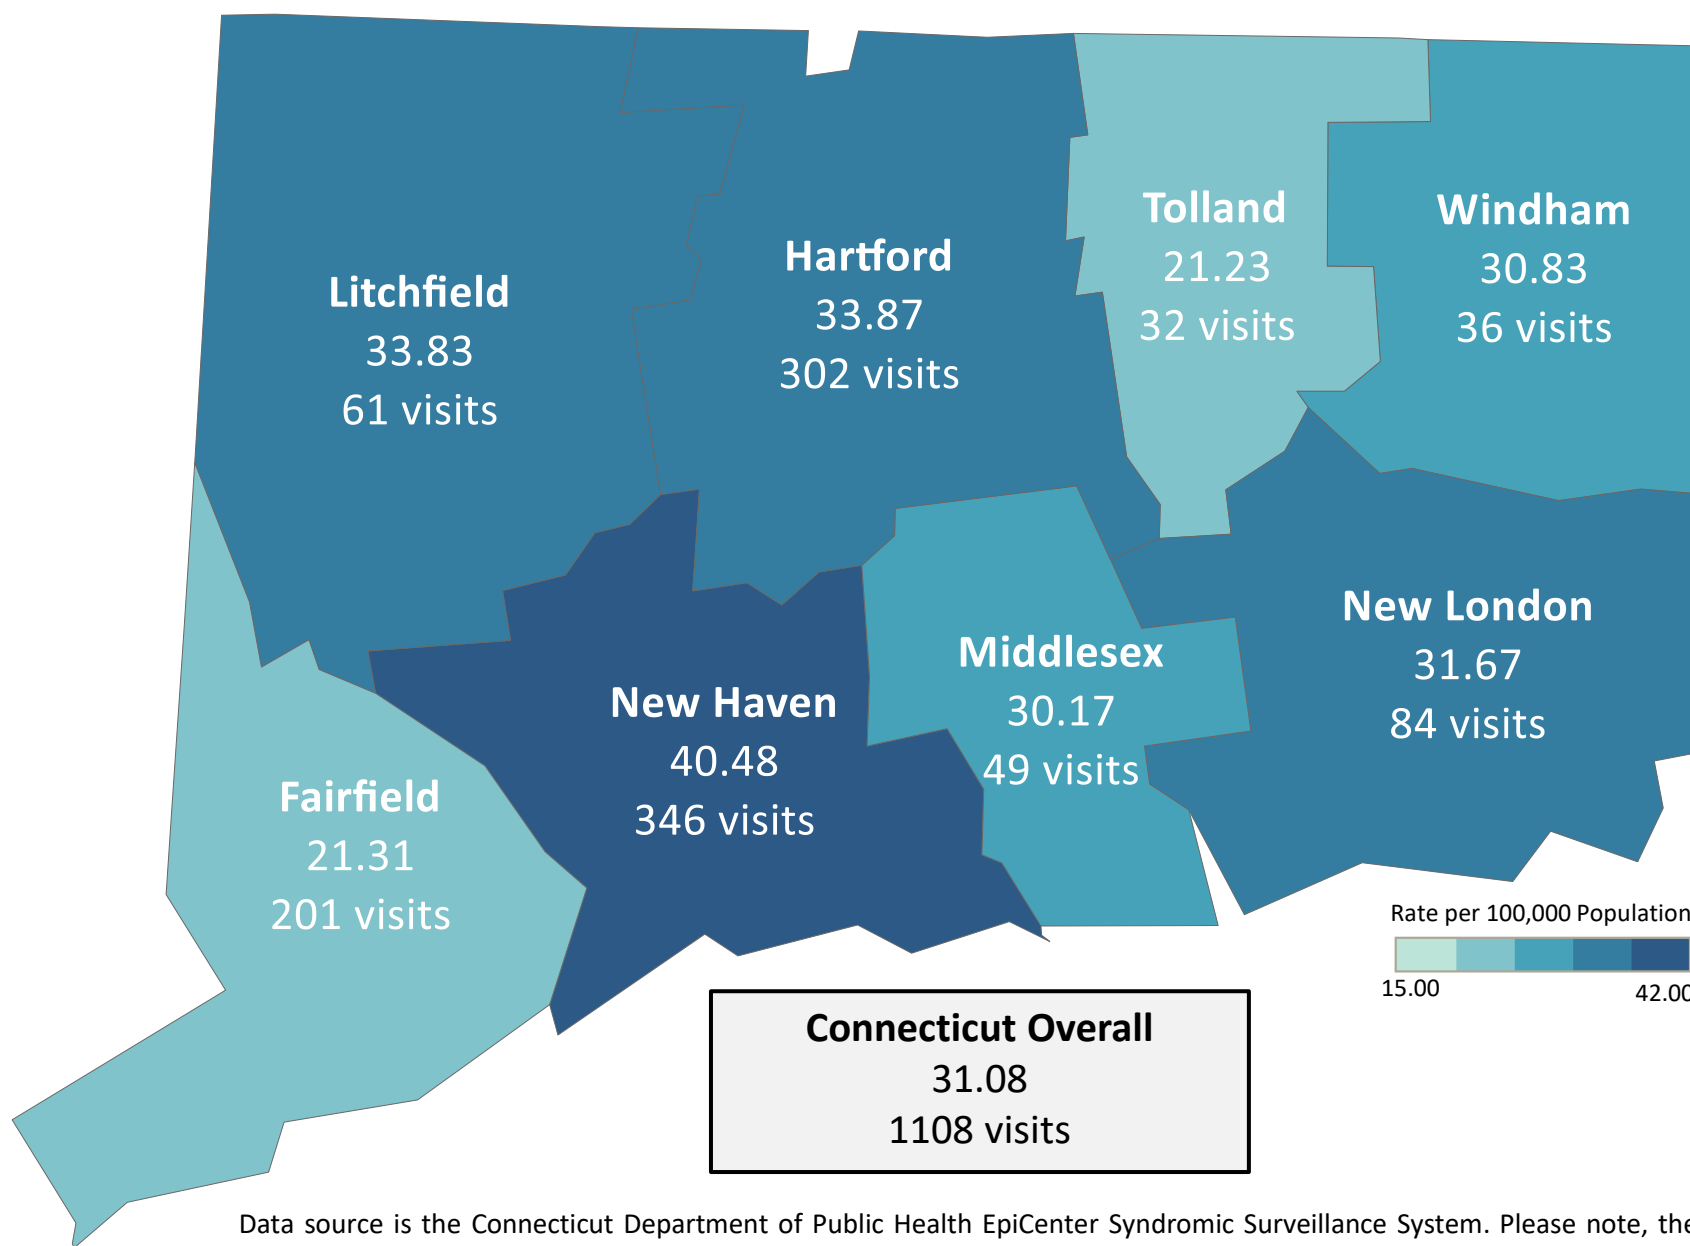 Tolland
21.23
32 visits
Windham
30.83
36 visits
Hartford
33.87
302 visits
Litchfield
33.83
61 visits
New London
31.67
84 visits
Middlesex
30.17
49 visits
New Haven
40.48
346 visits
Fairfield
21.31
201 visits
Rate per 100,000 Population
15.00
42.00
Connecticut Overall
31.08
1108 visits
Data source is the Connecticut Department of Public Health EpiCenter Syndromic Surveillance System. Please note, the